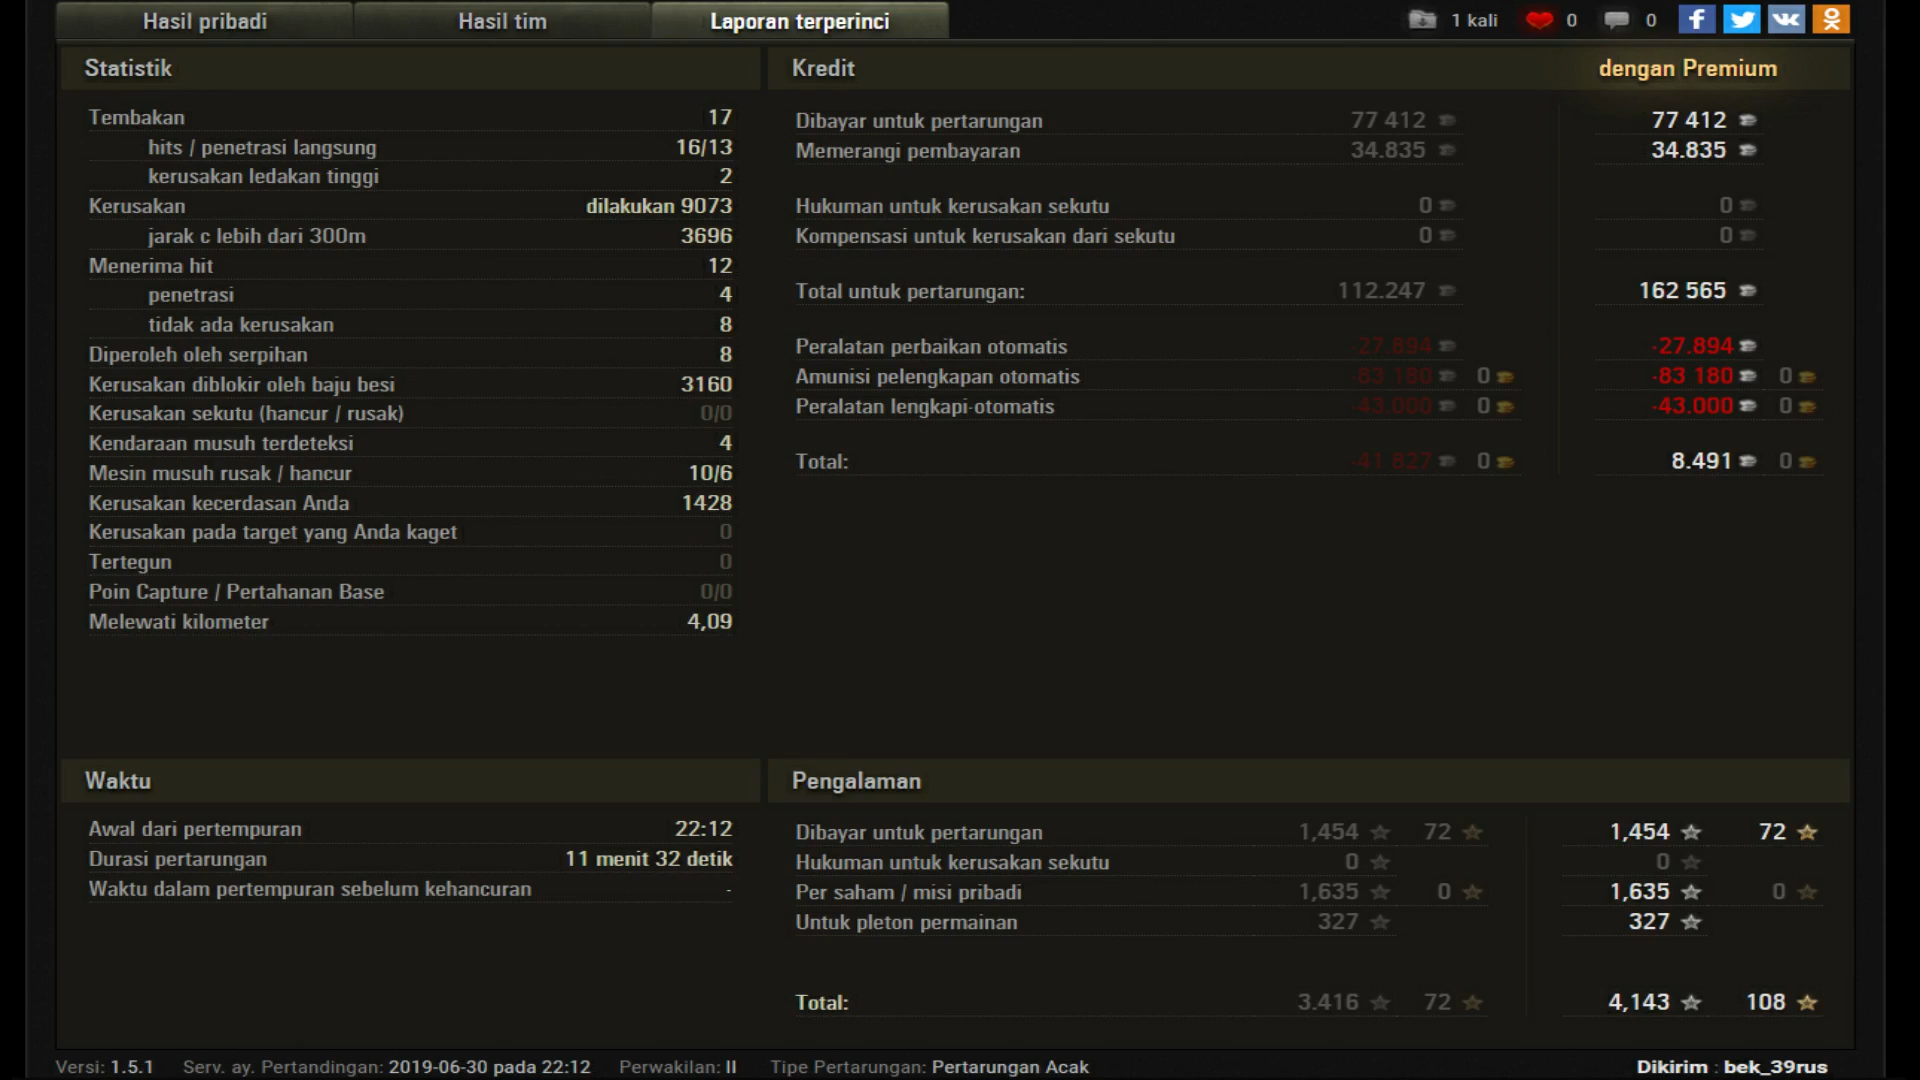 Hasil pribadi Hasil tim Laporan terperinci 1 kali 0 0
Statistik
Tembakan 17
hits / penetrasi langsung 16/13
kerusakan ledakan tinggi 2
Kerusakan dilakukan 9073
jarak c lebih dari 300m 3696
Menerima hit 12
penetrasi 4
tidak ada kerusakan 8
Diperoleh oleh serpihan 8
Kerusakan diblokir oleh baju besi 3160
Kerusakan sekutu (hancur / rusak) 0/0
Kendaraan musuh terdeteksi 4
Mesin musuh rusak / hancur 10/6
Kerusakan kecerdasan Anda 1428
Kerusakan pada target yang Anda kaget 0
Tertegun 0
Poin Capture / Pertahanan Base 0/0
Melewati kilometer 4,09
Kredit dengan Premium
Dibayar untuk pertarungan 77 412 77 412
Memerangi pembayaran 34.835 34.835
Hukuman untuk kerusakan sekutu 0 0
Kompensasi untuk kerusakan dari sekutu 0 0
Total untuk pertarungan: 112.247 162 565
Peralatan perbaikan otomatis -27.894 -27.894
Amunisi pelengkapan otomatis -83 180 0 -83 180 0
Peralatan lengkapi-otomatis -43.000 0 -43.000 0
Total: -41 827 0 8.491 0
Waktu
Awal dari pertempuran 22:12
Durasi pertarungan 11 menit 32 detik
Waktu dalam pertempuran sebelum kehancuran -
Pengalaman
Dibayar untuk pertarungan 1,454 72 1,454 72
Hukuman untuk kerusakan sekutu 0 0
Per saham / misi pribadi 1,635 0 1,635 0
Untuk pleton permainan 327 327
Total: 3.416 72 4,143 108
Versi: 1.5.1 Serv. ay. Pertandingan: 2019-06-30 pada 22:12 Perwakilan: II Tipe Pertarungan: Pertarungan Acak Dikirim : bek_39rus